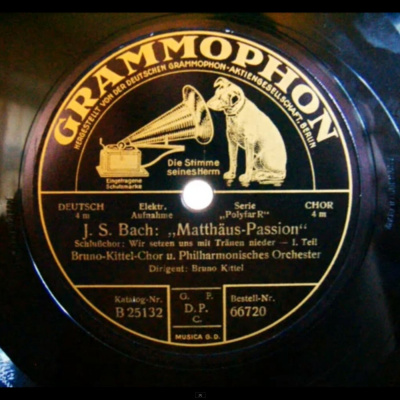 GRAMMOPHON
HERGESTELLT VON DER DEUTSCHEN GRAMMOPHON-AKTIENGESELLSCHAFT, BERLIN
Die Stimme
seines Herrn
Eingetragene
Schutzmarke
DEUTSCH Elektr. Serie CHOR
4 m Aufnahme „Polyfar R“ 4 m
J. S. Bach: „Matthäus-Passion“
Schlußchor: Wir setzen uns mit Tränen nieder — I. Teil
Bruno-Kittel-Chor u. Philharmonisches Orchester
Dirigent: Bruno Kittel
Katalog-Nr. G. P. Bestell-Nr.
B 25132 D.P. 66720
C.
MUSICA G. D.